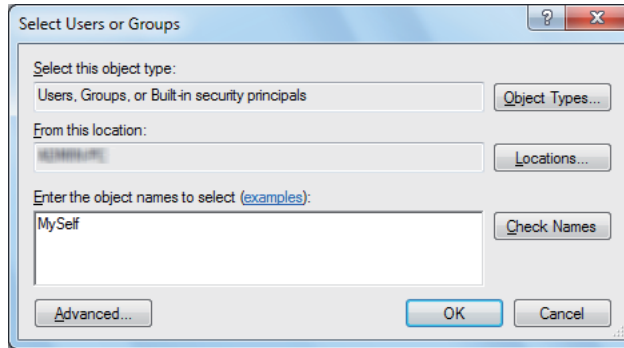 Select Users or Groups
Select this object type:
Users, Groups, or Built-in security principals
Object Types...
From this location:
Locations...
Enter the object names to select (examples):
MySelf
Check Names
Advanced...
OK
Cancel